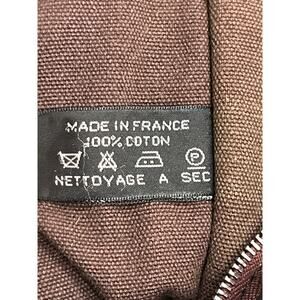 MADE IN FRANCE
100% COTON
P
NETTOYAGE A SEC